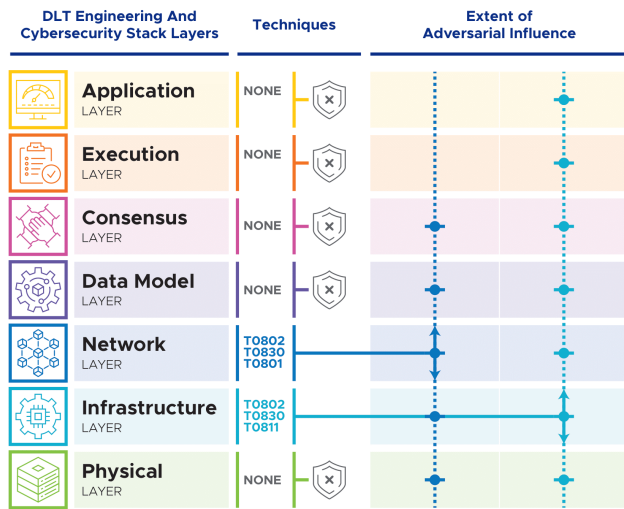 DLT Engineering And
Cybersecurity Stack Layers
Techniques
Extent of
Adversarial Influence
Application
LAYER
NONE
Execution
LAYER
NONE
Consensus
LAYER
NONE
Data Model
LAYER
NONE
Network
LAYER
T0802
T0830
T0801
Infrastructure
LAYER
T0802
T0830
T0811
Physical
LAYER
NONE